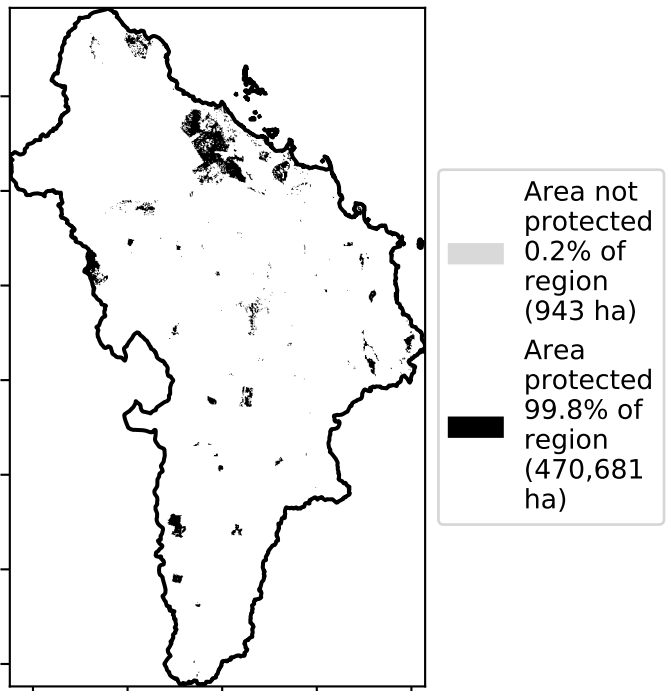 Area not
protected
0.2% of
region
(943 ha)
Area
protected
99.8% of
region
(470,681
ha)